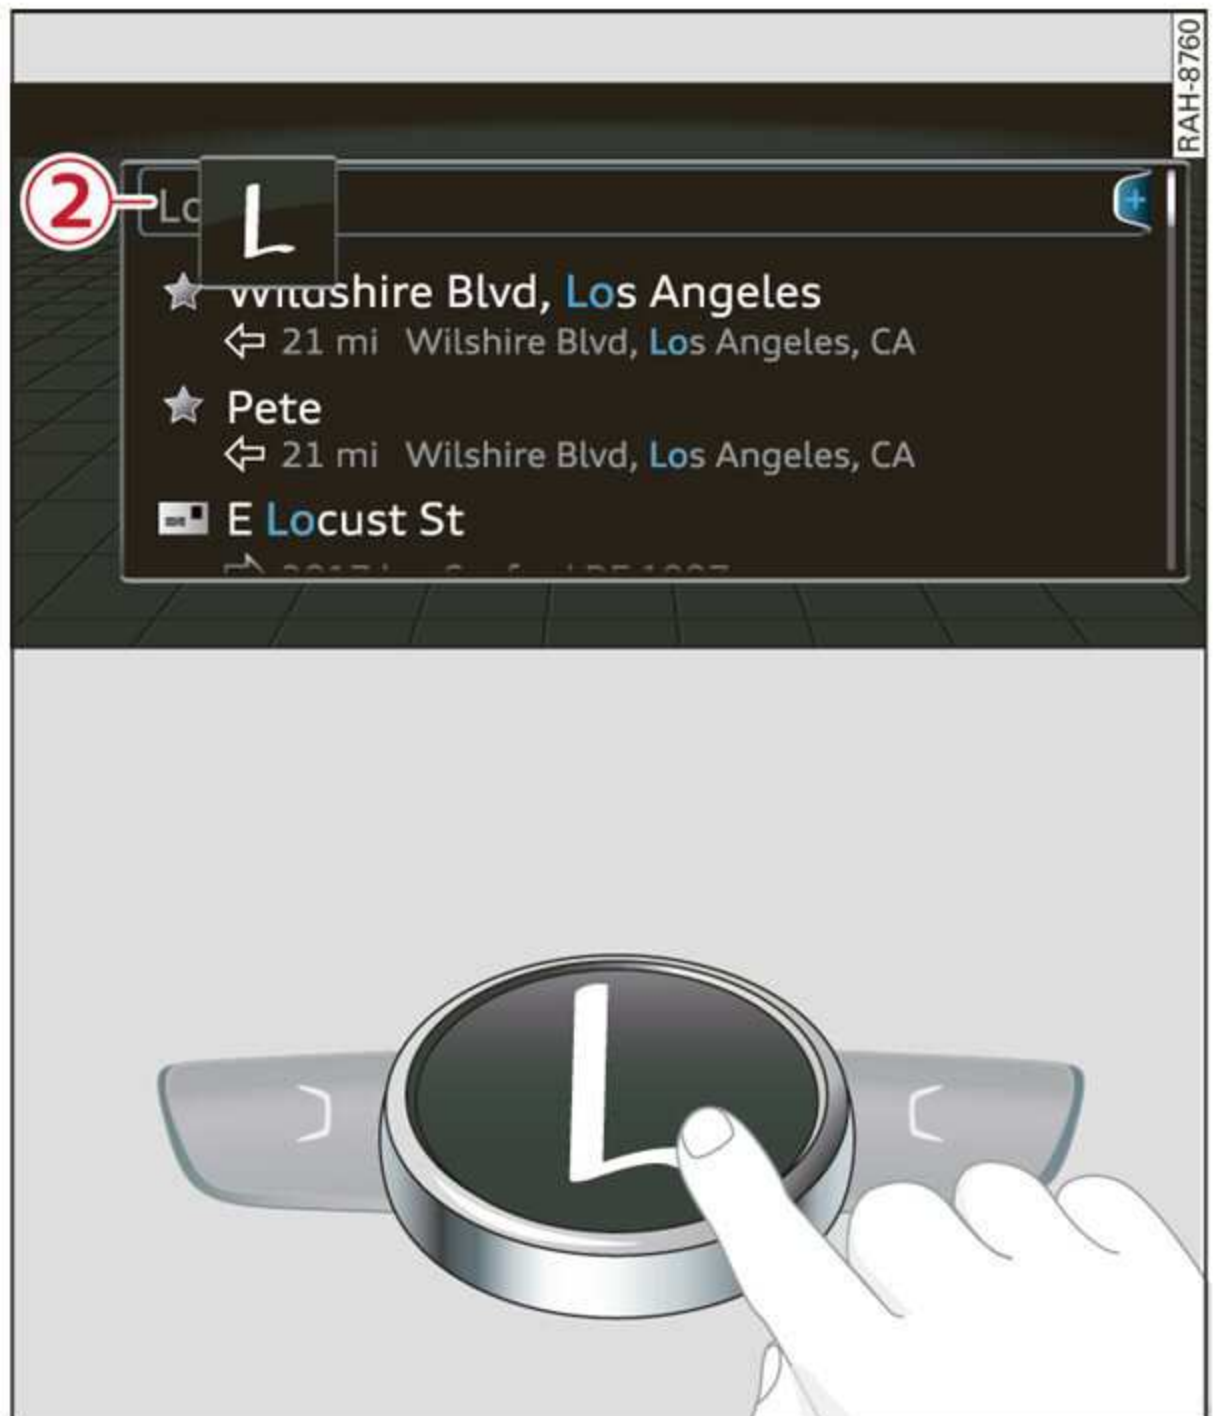 RAH-8760
2
Lo
L
Wildshire Blvd, Los Angeles
21 mi Wilshire Blvd, Los Angeles, CA
Pete
21 mi Wilshire Blvd, Los Angeles, CA
E Locust St
L